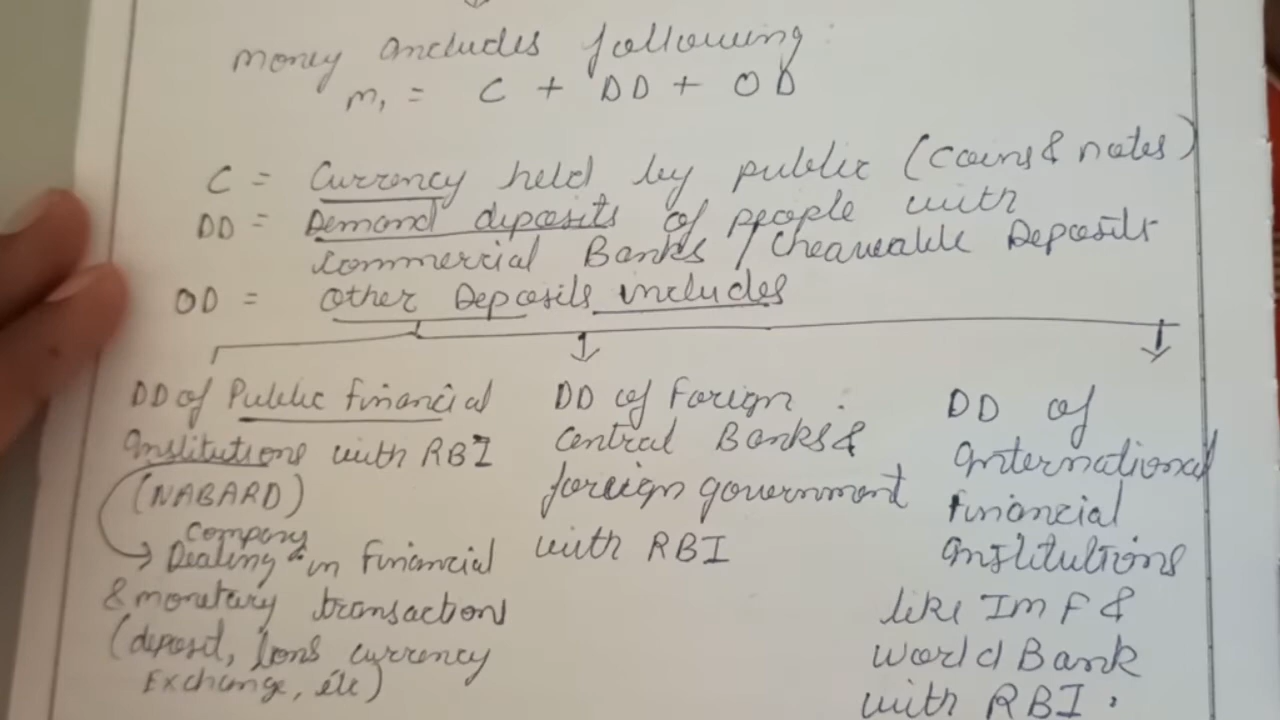 Money includes following:
M₁ = C + DD + OD
C = Currency held by public (coins & notes)
DD = Demand deposits of people with
commercial Banks / Cheaueable Deposits
OD = other Deposits includes
DD of Public financial
institutions with RBI
(NABARD)
Company
Dealing in financial
& monetary transactions
(deposit, lons currency
Exchange, etc)
DD of Forign
Central Banks &
foreign government
with RBI
DD of
international
financial
institutions
like IMF &
World Bank
with RBI.